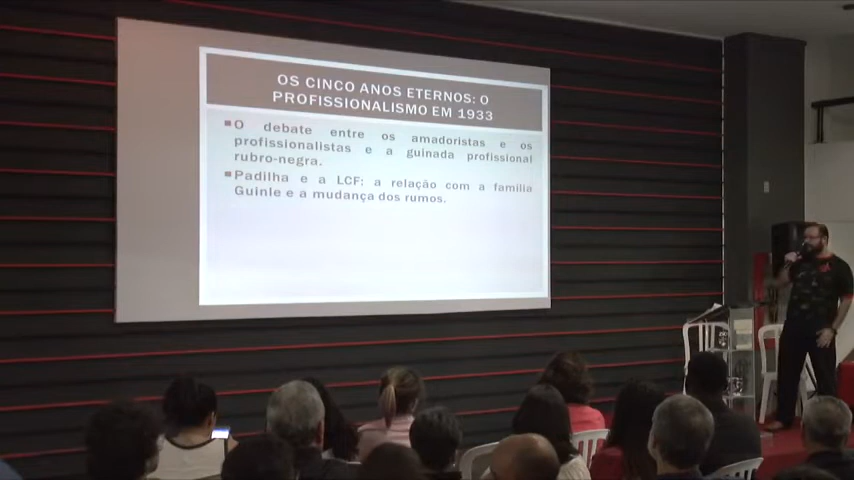 OS CINCO ANOS ETERNOS: O
PROFISSIONALISMO EM 1933
O debate entre os amadoristas e os
profissionalistas e a guinada profissional
rubro-negra.
Padilha e a LCF: a relação com a família
Guinle e a mudança dos rumos.